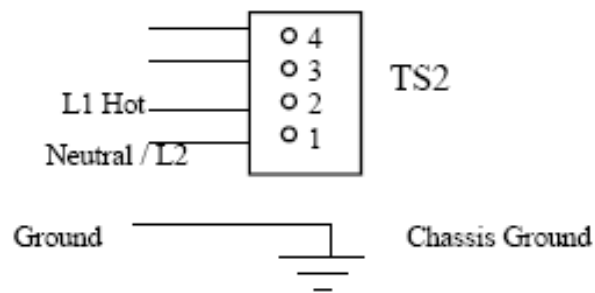 4
3
TS2
L1 Hot
2
Neutral / L2
1
Ground
Chassis Ground